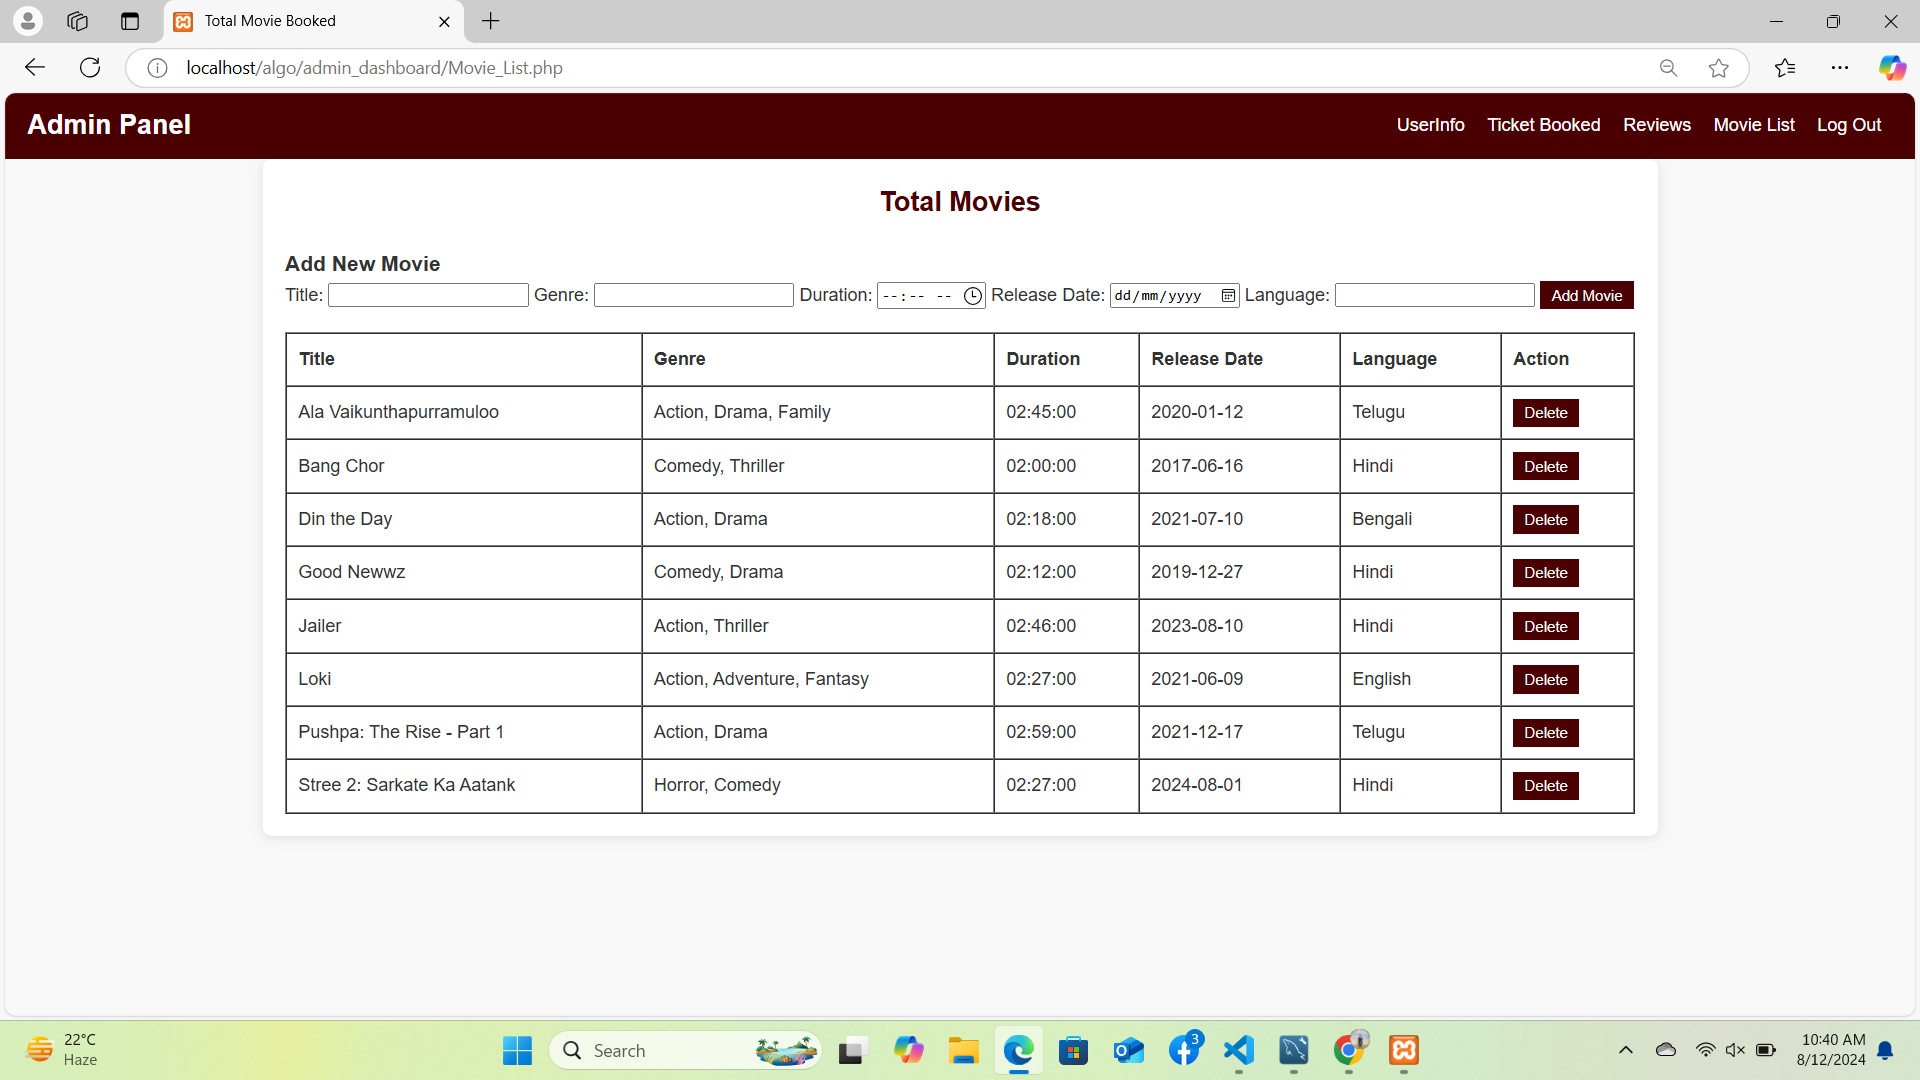 Total Movie Booked
localhost/algo/admin_dashboard/Movie_List.php
Admin Panel UserInfo Ticket Booked Reviews Movie List Log Out
Total Movies
Add New Movie
Title: Genre: Duration: --:-- -- Release Date: dd/mm/yyyy Language: Add Movie
Title Genre Duration Release Date Language Action
Ala Vaikunthapurramuloo Action, Drama, Family 02:45:00 2020-01-12 Telugu Delete
Bang Chor Comedy, Thriller 02:00:00 2017-06-16 Hindi Delete
Din the Day Action, Drama 02:18:00 2021-07-10 Bengali Delete
Good Newwz Comedy, Drama 02:12:00 2019-12-27 Hindi Delete
Jailer Action, Thriller 02:46:00 2023-08-10 Hindi Delete
Loki Action, Adventure, Fantasy 02:27:00 2021-06-09 English Delete
Pushpa: The Rise - Part 1 Action, Drama 02:59:00 2021-12-17 Telugu Delete
Stree 2: Sarkate Ka Aatank Horror, Comedy 02:27:00 2024-08-01 Hindi Delete
22°C
Haze
Search
3
10:40 AM
8/12/2024